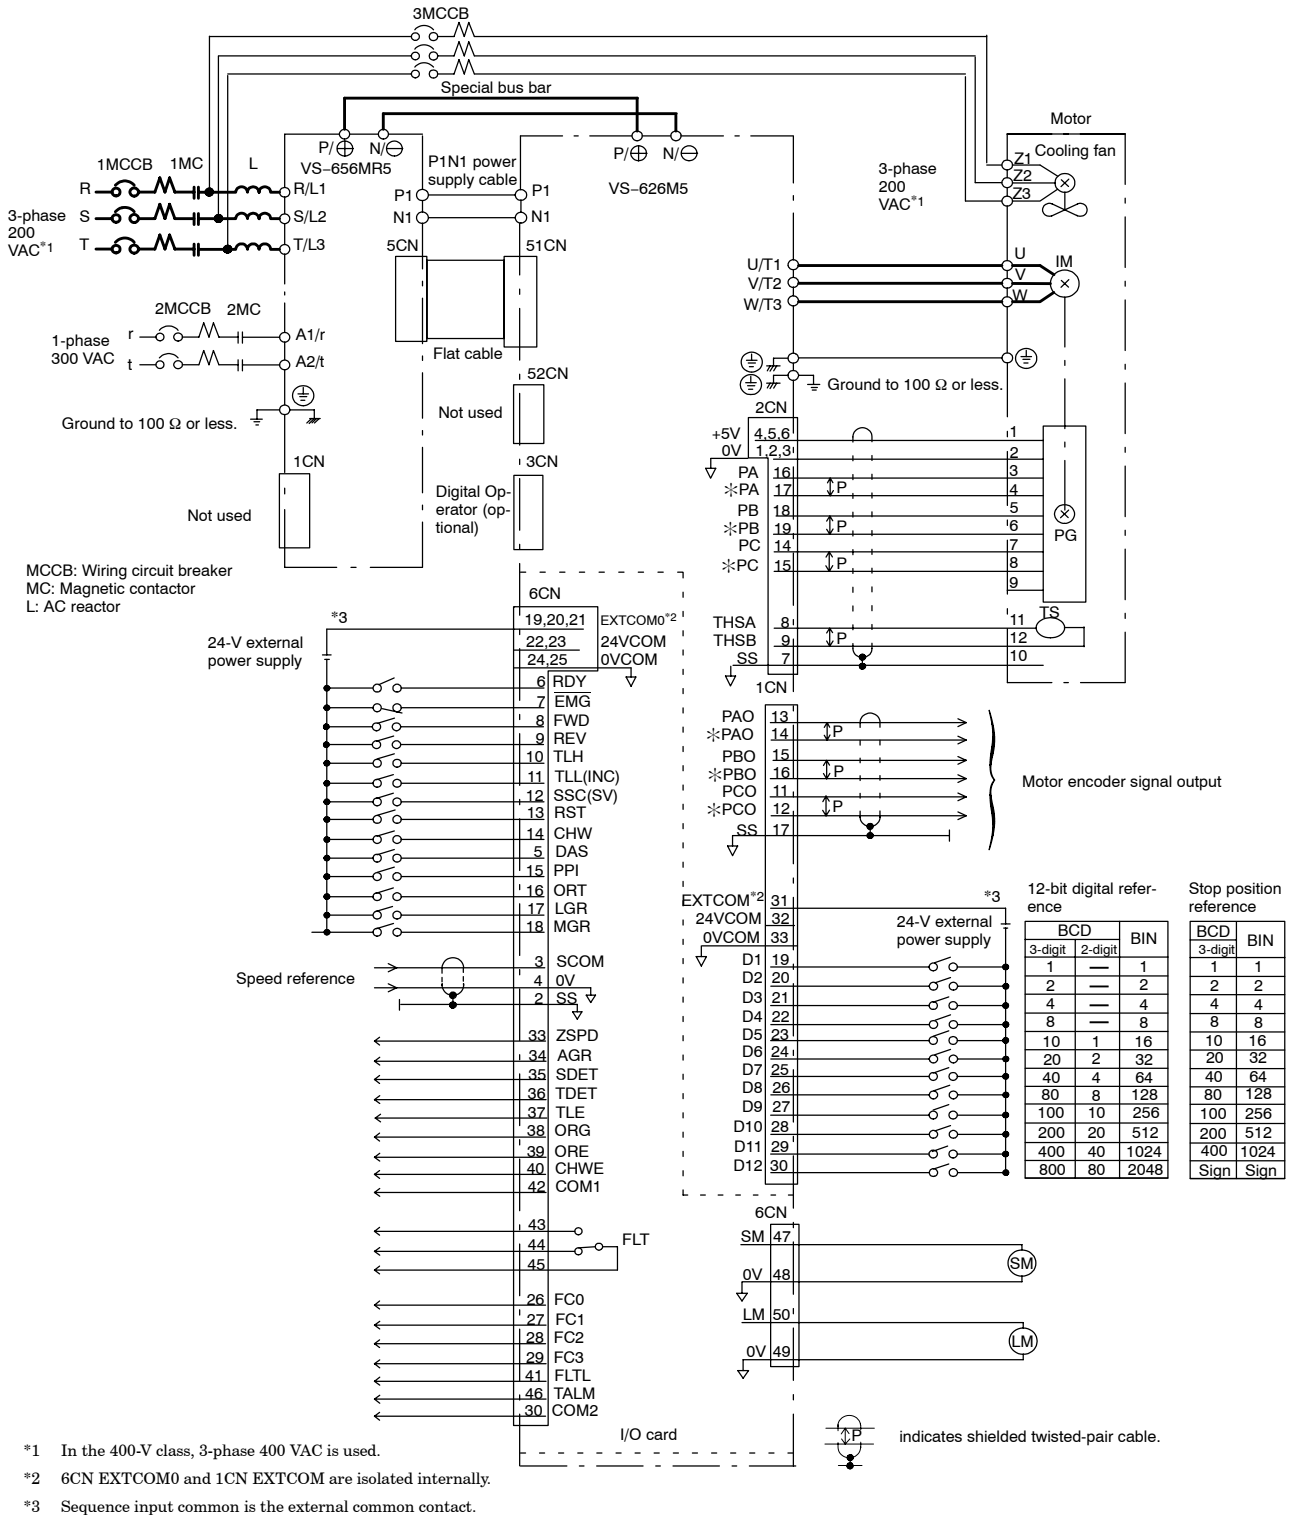 3MCCB
Special bus bar
P/⊕ N/⊖
VS−656MR5
P/⊕ N/⊖
VS−626M5
P1N1 power
supply cable
P1 P1
N1 N1
5CN 51CN
Flat cable
1MCCB 1MC L
R R/L1
S S/L2
T T/L3
3-phase
200
VAC*1
2MCCB 2MC
1-phase
300 VAC
r A1/r
t A2/t
Ground to 100 Ω or less.
1CN
Not used
52CN
Not used
3CN
Digital Op-
erator (op-
tional)
MCCB: Wiring circuit breaker
MC: Magnetic contactor
L: AC reactor
Motor
Cooling fan
3-phase
200
VAC*1
Z1
Z2
Z3
U/T1 U
V/T2 V
W/T3 W
IM
Ground to 100 Ω or less.
2CN
+5V 4,5,6 1
0V 1,2,3 2
PA 16 3
*PA 17 P 4
PB 18 5
*PB 19 P 6
PC 14 7
*PC 15 P 8
9
PG
TS
THSA 8 11
THSB 9 P 12
SS 7 10
6CN
*3
24-V external
power supply
19,20,21 EXTCOM0*2
22,23 24VCOM
24,25 0VCOM
6 RDY
7 EMG
8 FWD
9 REV
10 TLH
11 TLL(INC)
12 SSC(SV)
13 RST
14 CHW
5 DAS
15 PPI
16 ORT
17 LGR
18 MGR
Speed reference
3 SCOM
4 0V
2 SS
33 ZSPD
34 AGR
35 SDET
36 TDET
37 TLE
38 ORG
39 ORE
40 CHWE
42 COM1
43
44 FLT
45
26 FC0
27 FC1
28 FC2
29 FC3
41 FLTL
46 TALM
30 COM2
1CN
PAO 13
*PAO 14 P
PBO 15
*PBO 16 P
PCO 11
*PCO 12 P
SS 17
Motor encoder signal output
EXTCOM*2 31 *3
24VCOM 32
0VCOM 33
24-V external
power supply
D1 19
D2 20
D3 21
D4 22
D5 23
D6 24
D7 25
D8 26
D9 27
D10 28
D11 29
D12 30
12-bit digital refer-
ence
BCD BIN
3-digit 2-digit
1 — 1
2 — 2
4 — 4
8 — 8
10 1 16
20 2 32
40 4 64
80 8 128
100 10 256
200 20 512
400 40 1024
800 80 2048
Stop position
reference
BCD BIN
3-digit
1 1
2 2
4 4
8 8
10 16
20 32
40 64
80 128
100 256
200 512
400 1024
Sign Sign
6CN
SM 47 SM
0V 48
LM 50 LM
0V 49
I/O card
P indicates shielded twisted-pair cable.
*1 In the 400-V class, 3-phase 400 VAC is used.
*2 6CN EXTCOM0 and 1CN EXTCOM are isolated internally.
*3 Sequence input common is the external common contact.